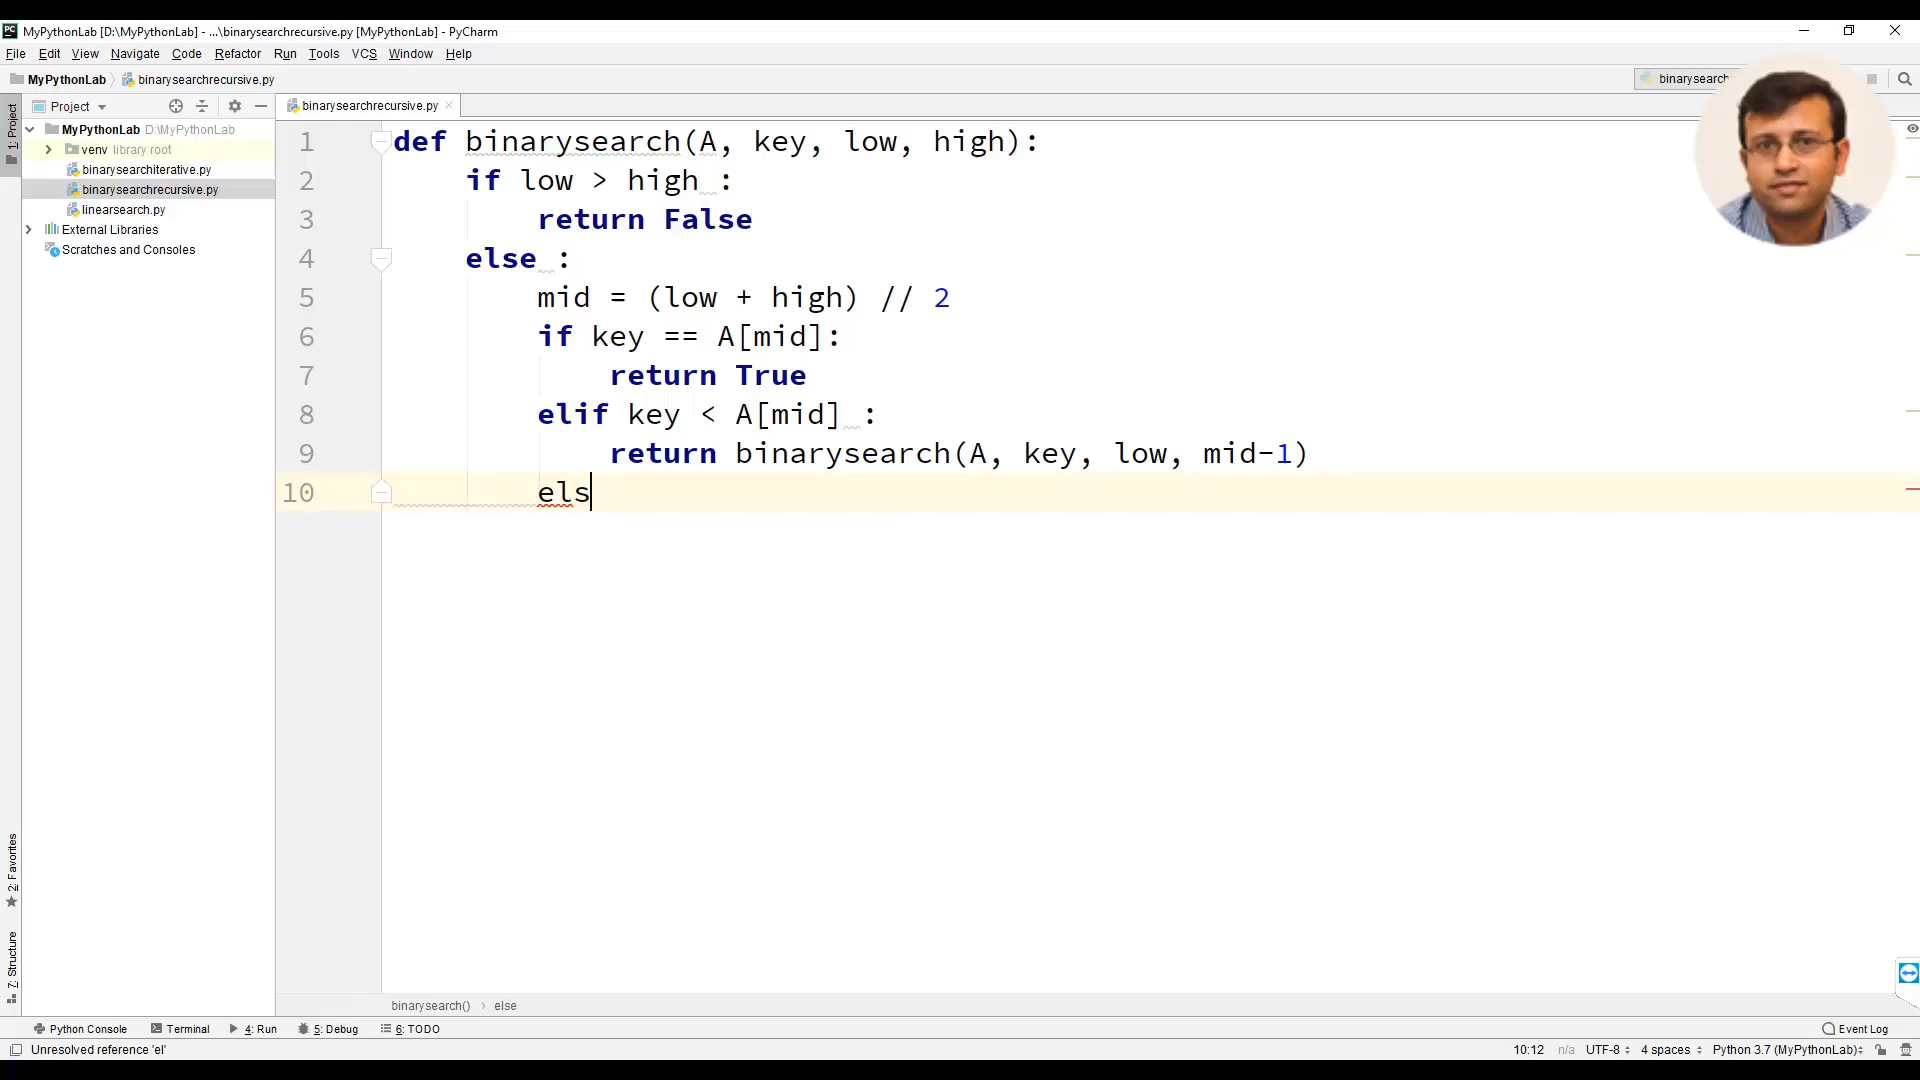 MyPythonLab [D:\MyPythonLab] - ...\binarysearchrecursive.py [MyPythonLab] - PyCharm
File Edit View Navigate Code Refactor Run Tools VCS Window Help
MyPythonLab binarysearchrecursive.py
binarysearch
Project
binarysearchrecursive.py
1: Project
MyPythonLab D:\MyPythonLab
venv library root
binarysearchiterative.py
binarysearchrecursive.py
linearsearch.py
External Libraries
Scratches and Consoles
1 def binarysearch(A, key, low, high):
2 if low > high :
3 return False
4 else :
5 mid = (low + high) // 2
6 if key == A[mid]:
7 return True
8 elif key < A[mid] :
9 return binarysearch(A, key, low, mid-1)
10 els
2: Favorites
7: Structure
binarysearch() › else
Python Console Terminal 4: Run 5: Debug 6: TODO Event Log
Unresolved reference 'el' 10:12 n/a UTF-8 4 spaces Python 3.7 (MyPythonLab)